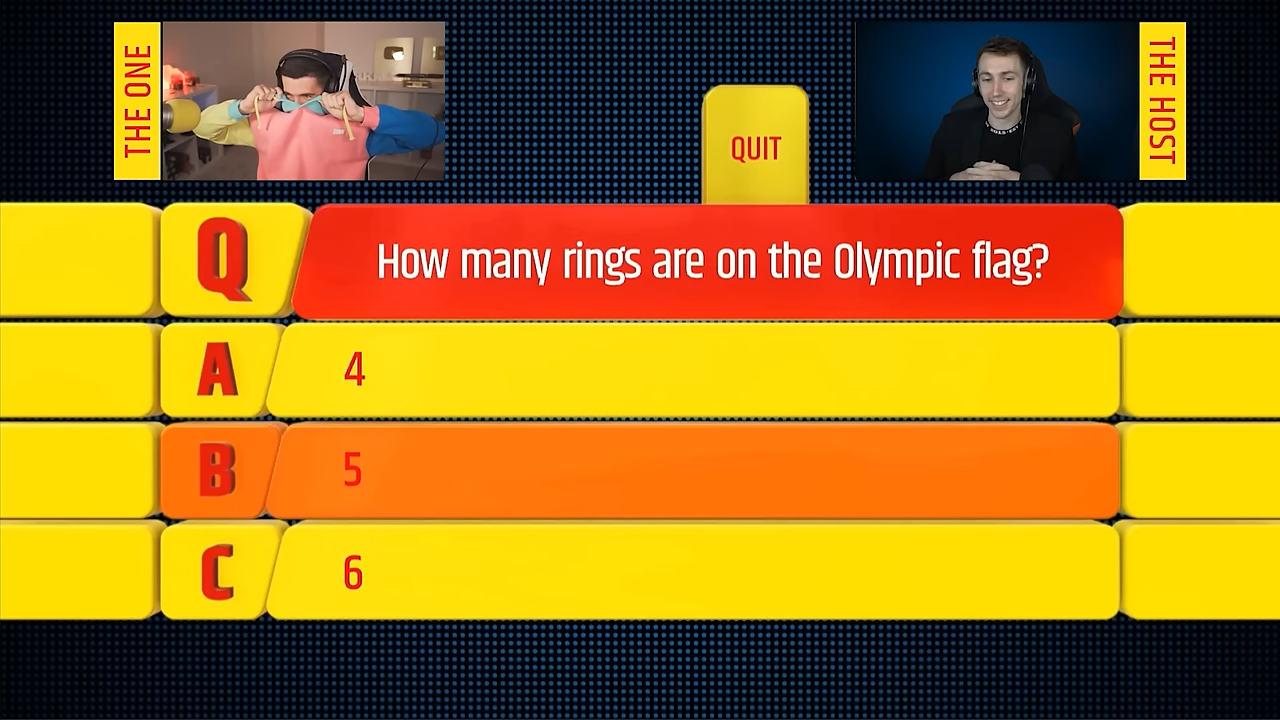 THE ONE
THE HOST
QUIT
Q How many rings are on the Olympic flag?
A 4
B 5
C 6